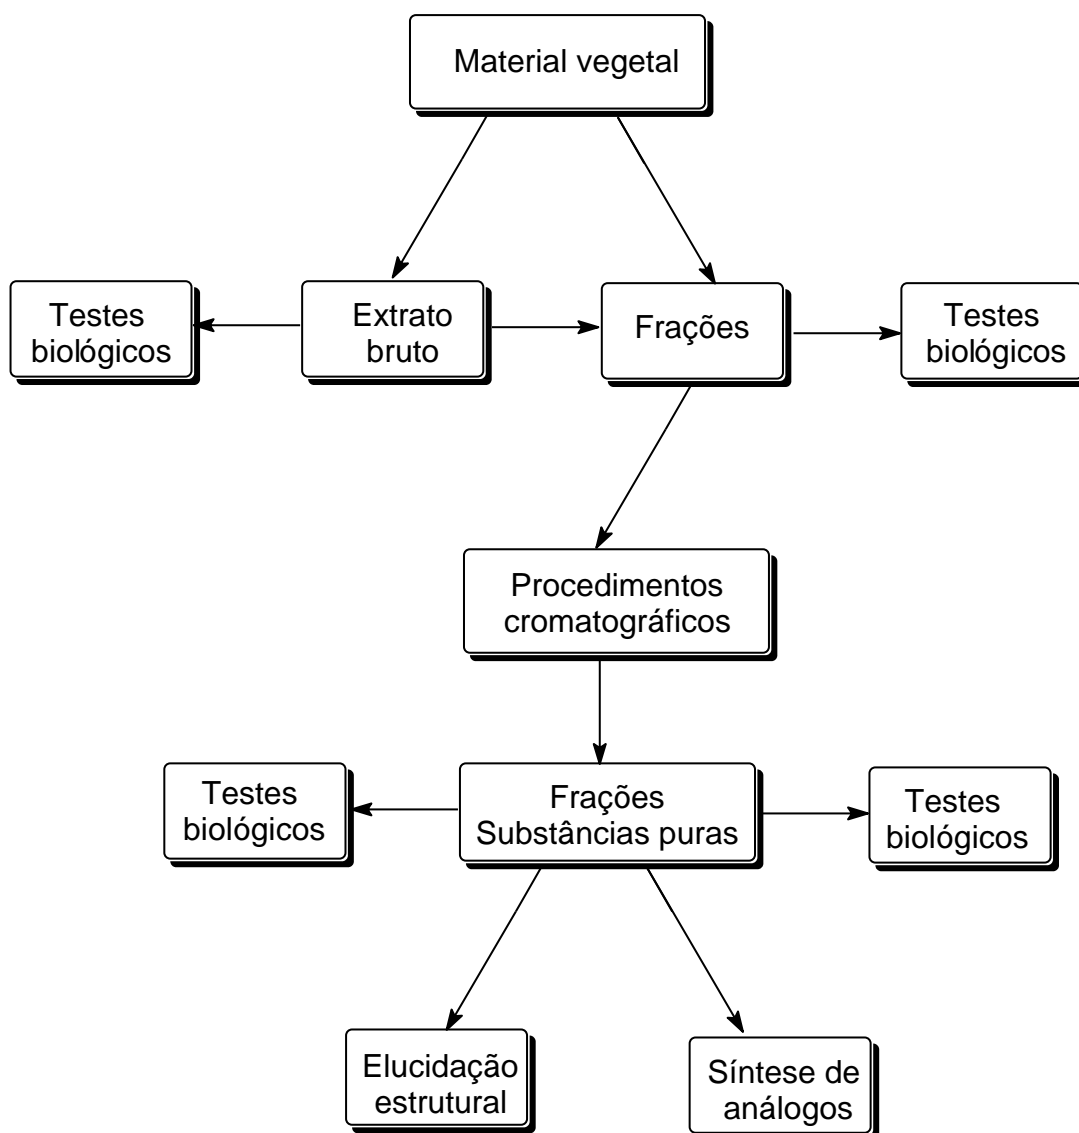 Material vegetal
Testes
biológicos
Extrato
bruto
Frações
Testes
biológicos
Procedimentos
cromatográficos
Testes
biológicos
Frações
Substâncias puras
Testes
biológicos
Elucidação
estrutural
Síntese de
análogos